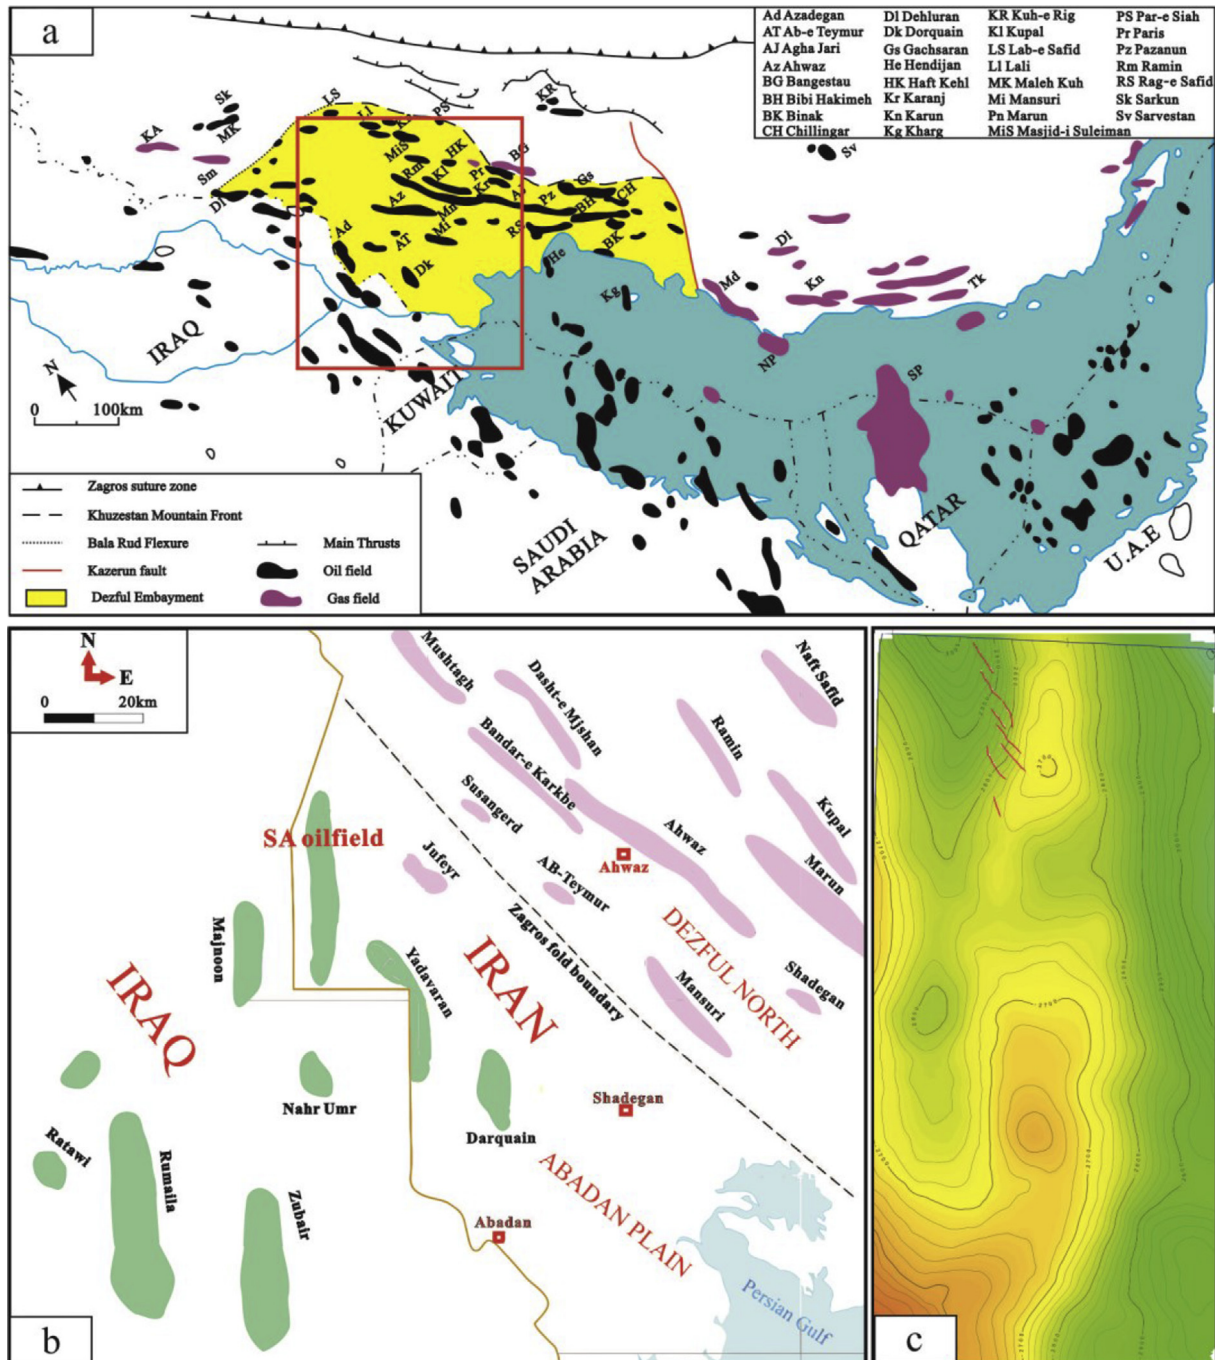 a
Ad Azadegan
AT Ab-e Teymur
AJ Agha Jari
Az Ahwaz
BG Bangestau
BH Bibi Hakimeh
BK Binak
CH Chillingar
Dl Dehluran
Dk Dorquain
Gs Gachsaran
He Hendijan
HK Haft Kehl
Kr Karanj
Kn Karun
Kg Kharg
KR Kuh-e Rig
Kl Kupal
LS Lab-e Safid
Ll Lali
MK Maleh Kuh
Mi Mansuri
Pn Marun
MiS Masjid-i Suleiman
PS Par-e Siah
Pr Paris
Pz Pazanun
Rm Ramin
RS Rag-e Safid
Sk Sarkun
Sv Sarvestan
Sk
LS
KR
PS
Ll
KA
MK
MiS
HK
BG
Sv
Sm
Rm
Kl
Pr
Kr
Dl
Az
Mn
AJ
Pz
Gs
CH
BH
Ad
AT
Mi
RS
BK
Dk
He
Kg
Dl
Md
Kn
Tk
NP
SP
IRAQ
KUWAIT
N
0 100km
SAUDI
ARABIA
QATAR
U.A.E
Zagros suture zone
Khuzestan Mountain Front
Bala Rud Flexure
Main Thrusts
Kazerun fault
Oil field
Dezful Embayment
Gas field
N
E
0 20km
Mushtagh
Dasht-e Mjshan
Naft Safid
Bandar-e Karkbe
Ramin
Susangerd
Kupal
SA oilfield
Jufeyr
Ahwaz
Ahwaz
Marun
AB-Teymur
Majnoon
Zagros fold boundary
DEZFUL NORTH
Yadavaran
IRAN
Shadegan
Mansuri
IRAQ
Nahr Umr
Shadegan
Darquain
Ratawi
Rumaila
Zubair
ABADAN PLAIN
Abadan
Persian Gulf
b
c